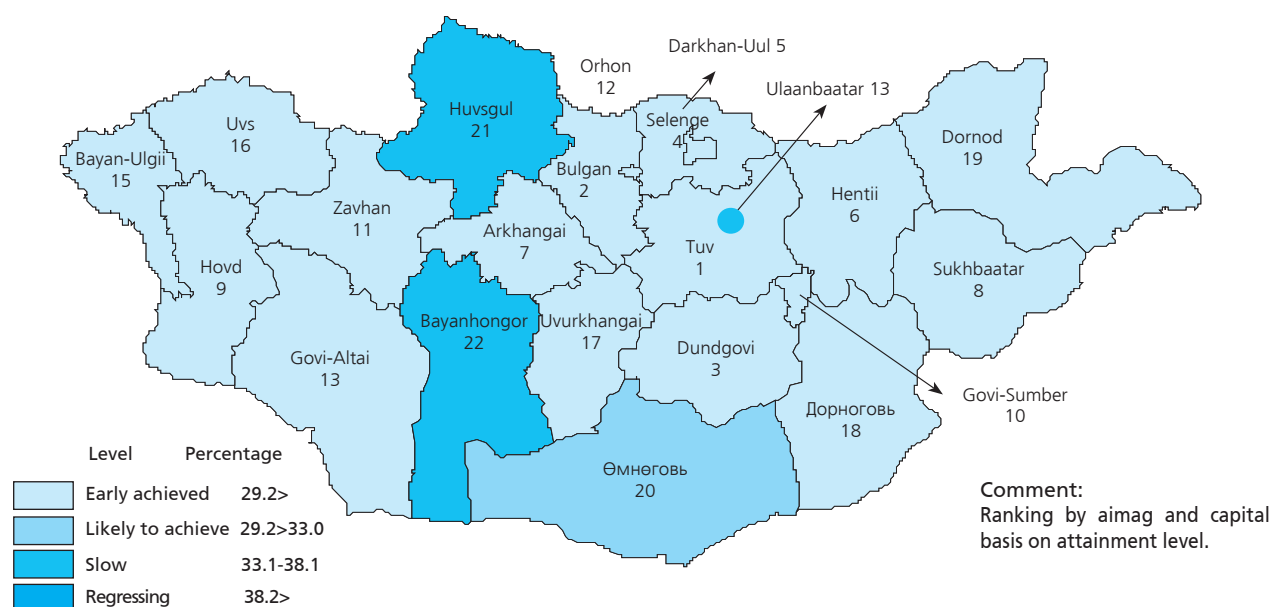 Darkhan-Uul 5
Orhon
12
Ulaanbaatar 13
Huvsgul
21
Selenge
4
Uvs
16
Dornod
19
Bayan-Ulgii
15
Bulgan
2
Hentii
6
Zavhan
11
Arkhangai
7
Tuv
1
Hovd
9
Sukhbaatar
8
Bayanhongor
22
Uvurkhangai
17
Govi-Altai
13
Dundgovi
3
Govi-Sumber
10
Дорноговь
18
Өмнөговь
20
Level Percentage
Early achieved 29.2>
Likely to achieve 29.2>33.0
Slow 33.1-38.1
Regressing 38.2>
Comment:
Ranking by aimag and capital
basis on attainment level.